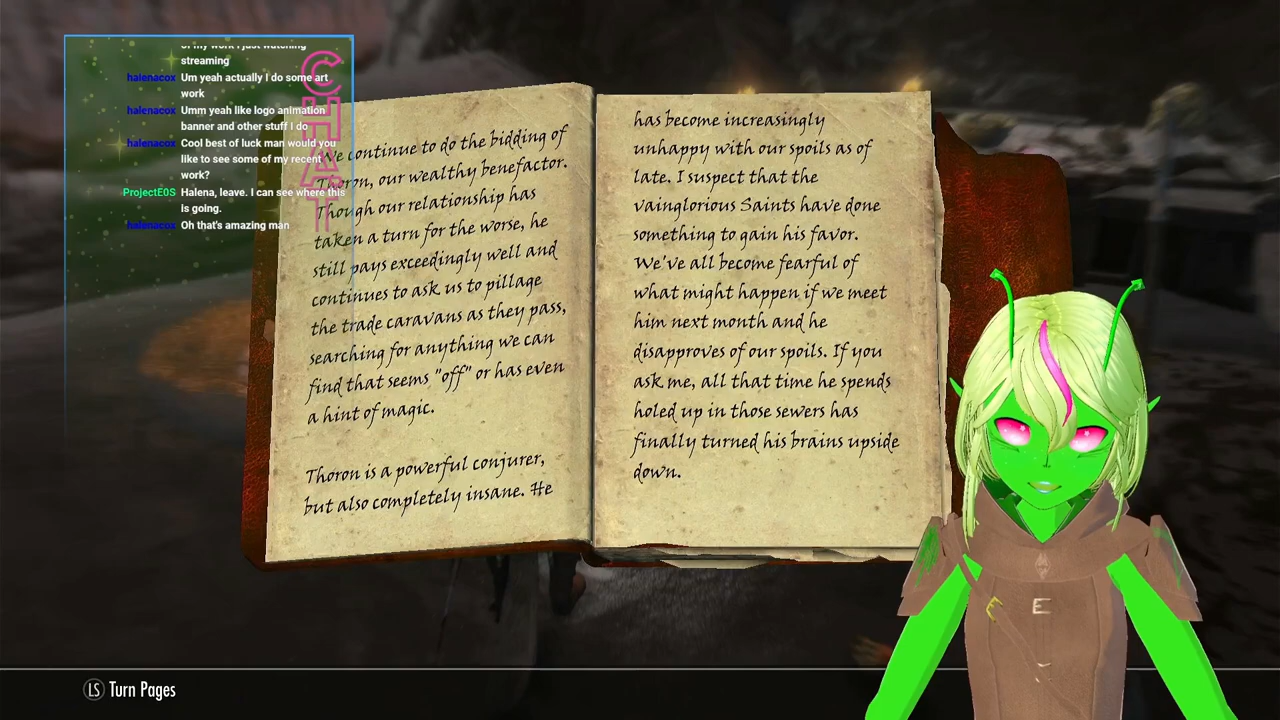 of my work i just watching
streaming
halenacox Um yeah actually I do some art
work
halenacox Umm yeah like logo animation
banner and other stuff I do
halenacox Cool best of luck man would you
like to see some of my recent
work?
ProjectE0S Halena, leave. I can see where this
is going.
halenacox Oh that's amazing man
CHAT
We continue to do the bidding of
Thoron, our wealthy benefactor.
Though our relationship has
taken a turn for the worse, he
still pays exceedingly well and
continues to ask us to pillage
the trade caravans as they pass,
searching for anything we can
find that seems "off" or has even
a hint of magic.
Thoron is a powerful conjurer,
but also completely insane. He
has become increasingly
unhappy with our spoils as of
late. I suspect that the
vainglorious Saints have done
something to gain his favor.
We've all become fearful of
what might happen if we meet
him next month and he
disapproves of our spoils. If you
ask me, all that time he spends
holed up in those sewers has
finally turned his brains upside
down.
LS Turn Pages